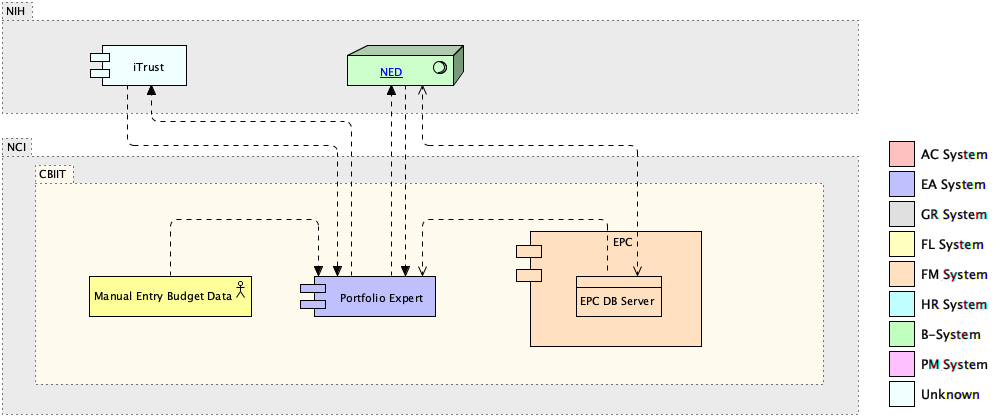 NIH
iTrust
NED
NCI
CBIIT
EPC
Manual Entry Budget Data
Portfolio Expert
EPC DB Server
AC System
EA System
GR System
FL System
FM System
HR System
B-System
PM System
Unknown